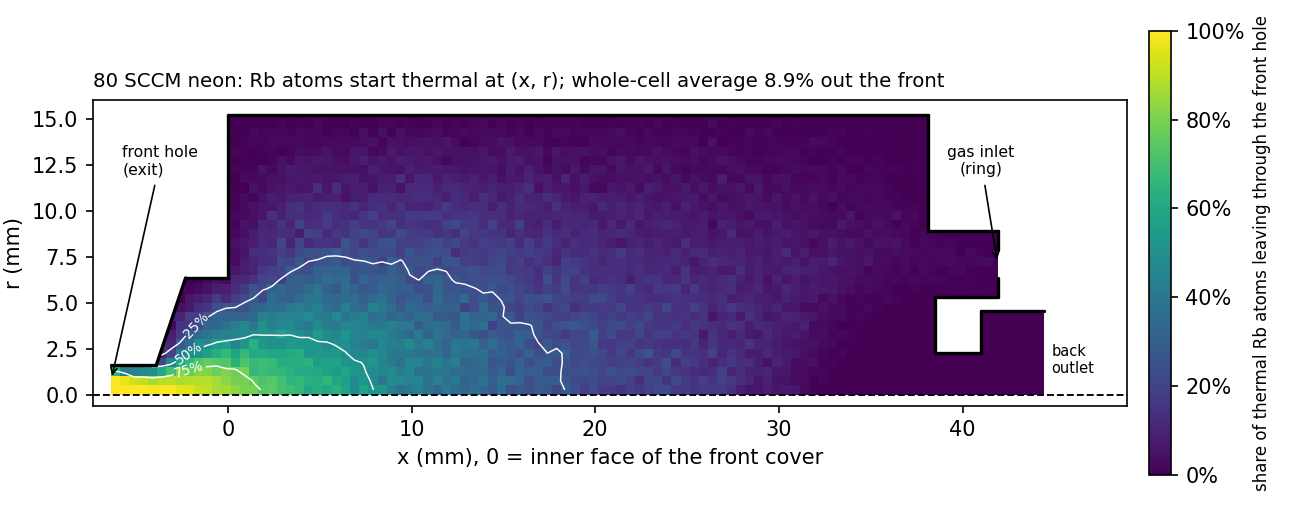 80 SCCM neon: Rb atoms start thermal at (x, r); whole-cell average 8.9% out the front
r (mm)
15.0
12.5
10.0
7.5
5.0
2.5
0.0
front hole
(exit)
gas inlet
(ring)
back
outlet
25%
50%
75%
0
10
20
30
40
x (mm), 0 = inner face of the front cover
100%
80%
60%
40%
20%
0%
share of thermal Rb atoms leaving through the front hole